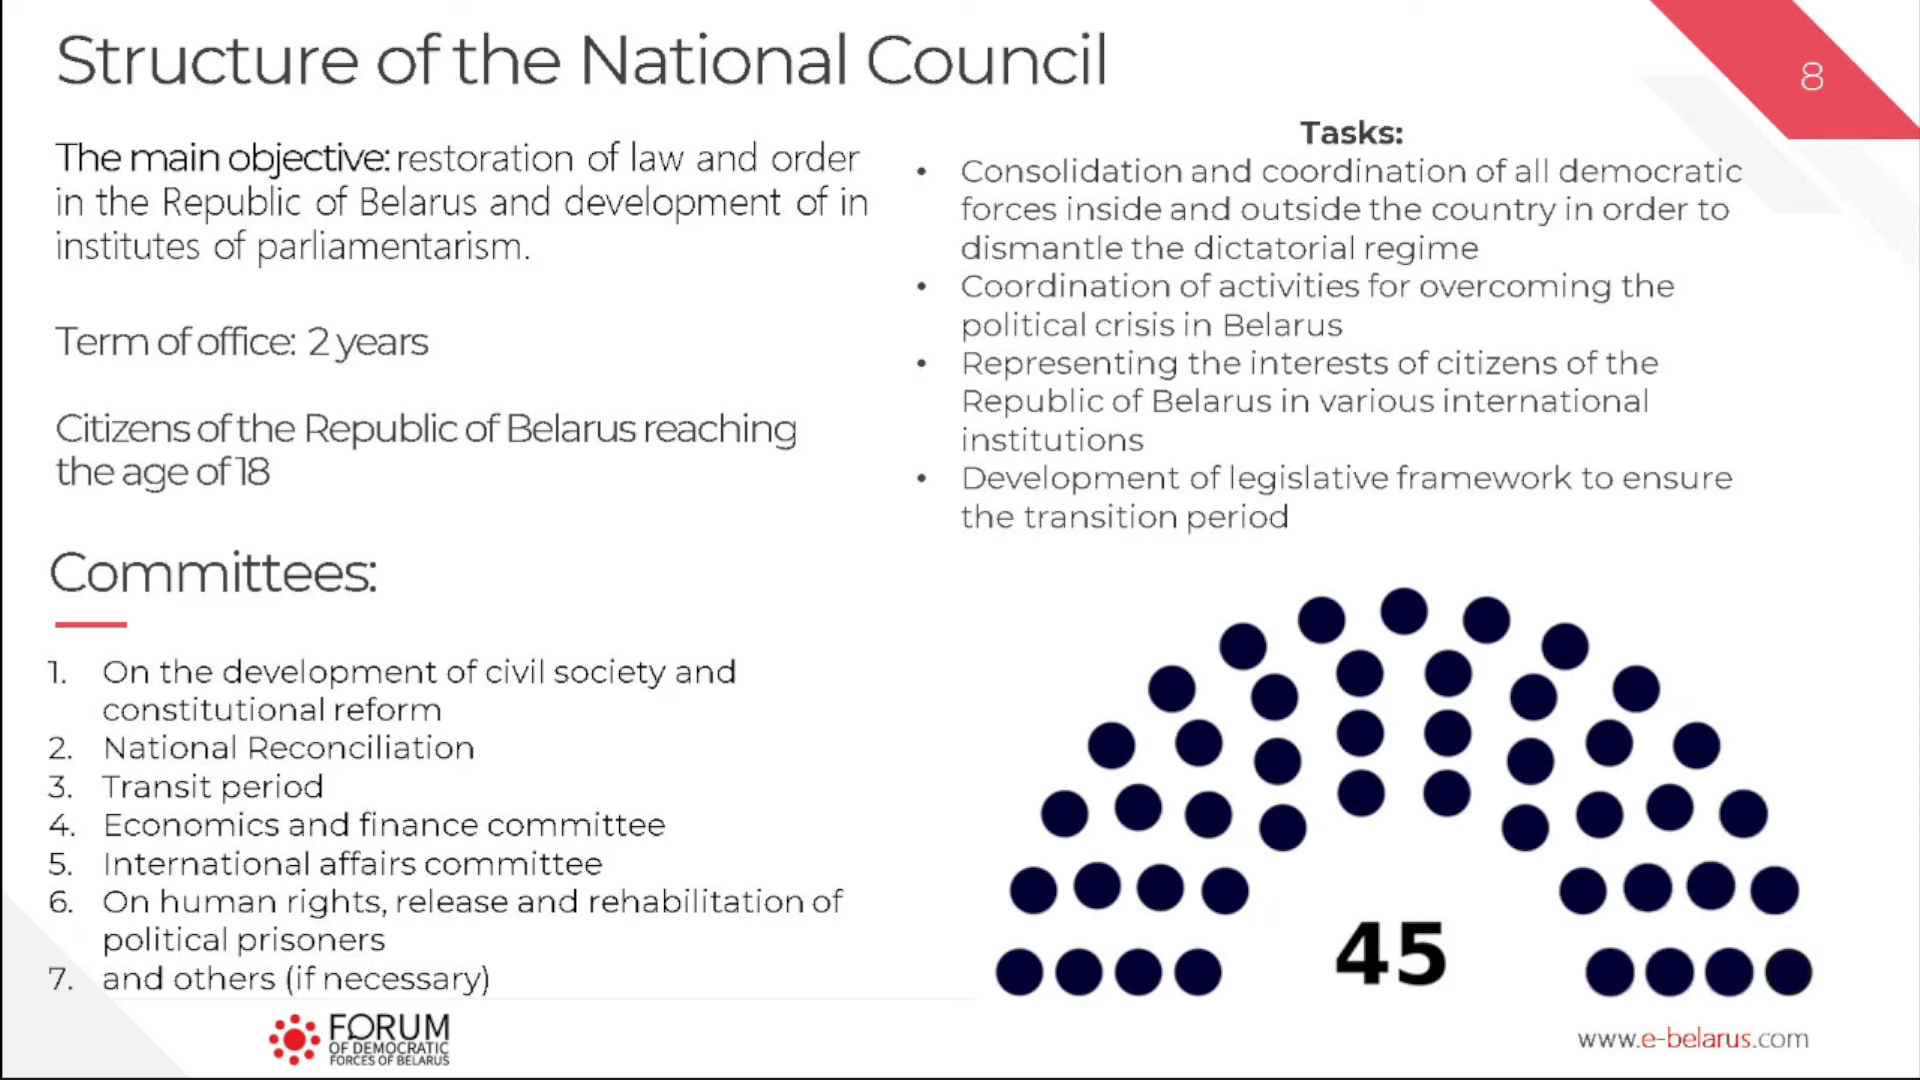 Structure of the National Council
8
The main objective: restoration of law and order
in the Republic of Belarus and development of in
institutes of parliamentarism.
Term of office: 2 years
Citizens of the Republic of Belarus reaching
the age of 18
Tasks:
• Consolidation and coordination of all democratic
forces inside and outside the country in order to
dismantle the dictatorial regime
• Coordination of activities for overcoming the
political crisis in Belarus
• Representing the interests of citizens of the
Republic of Belarus in various international
institutions
• Development of legislative framework to ensure
the transition period
Committees:
1. On the development of civil society and
constitutional reform
2. National Reconciliation
3. Transit period
4. Economics and finance committee
5. International affairs committee
6. On human rights, release and rehabilitation of
political prisoners
7. and others (if necessary)
45
FORUM
OF DEMOCRATIC
FORCES OF BELARUS
www.e-belarus.com